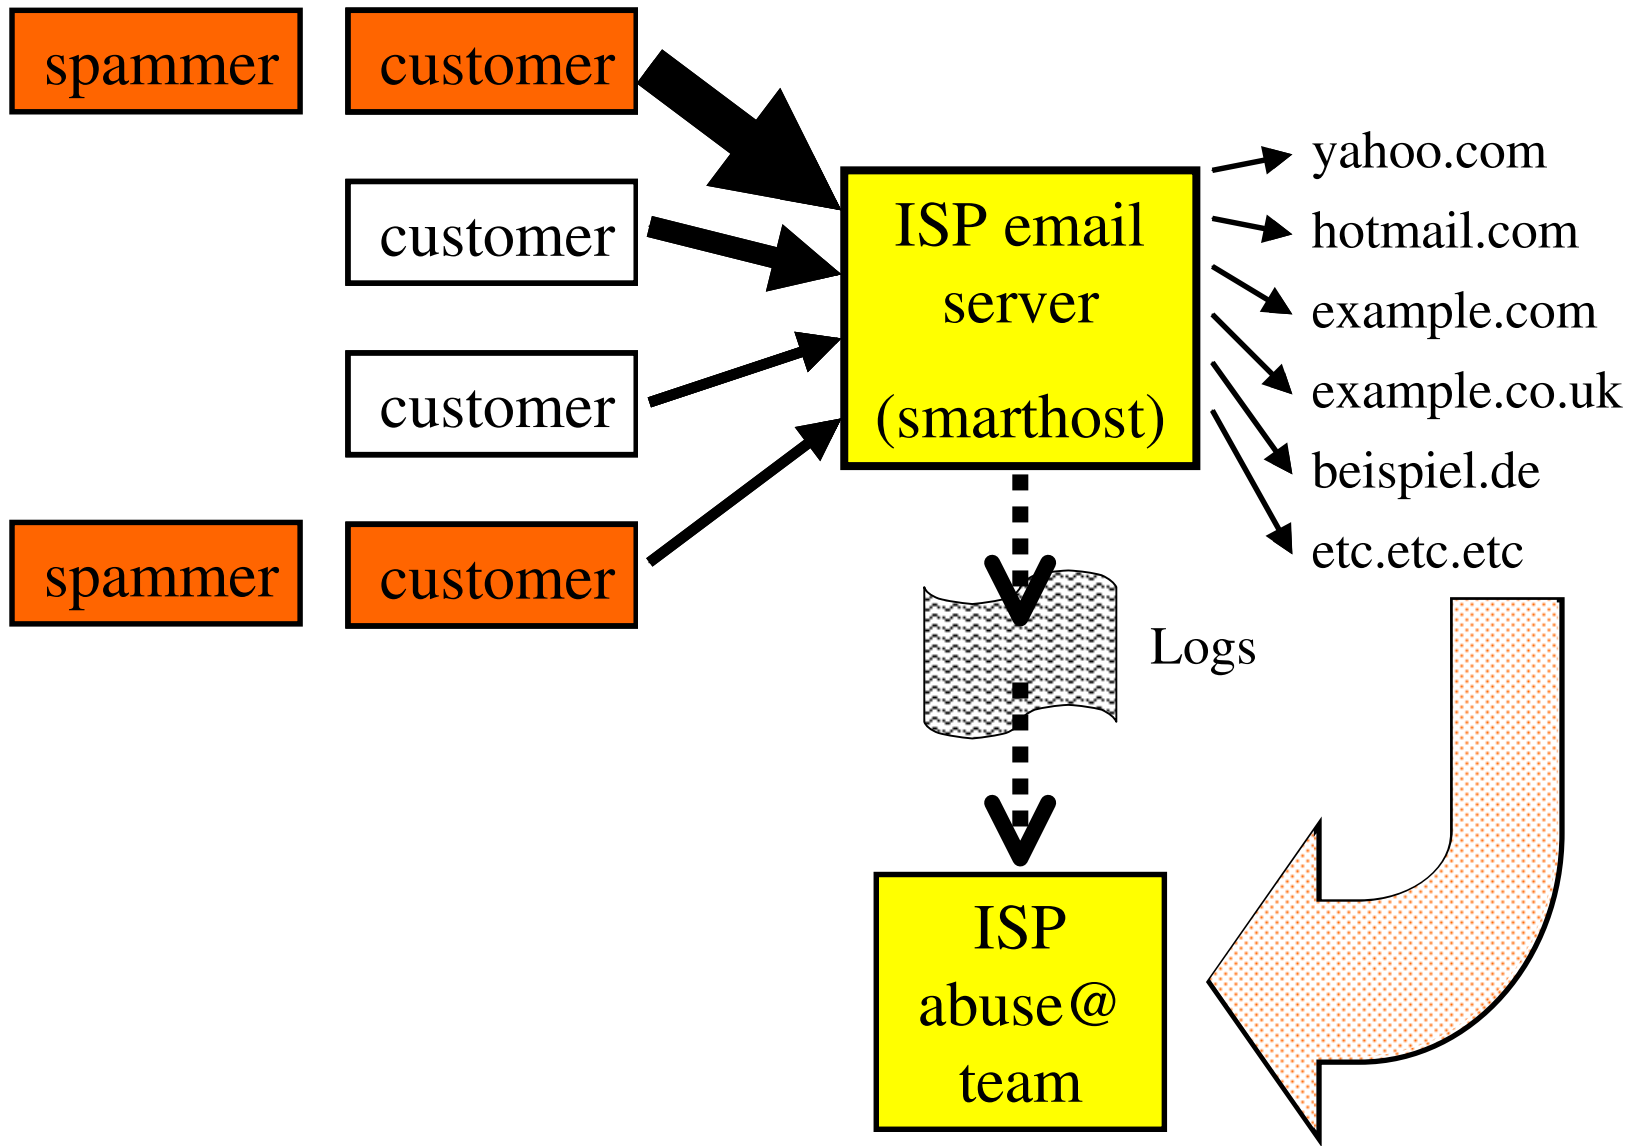 spammer
customer
customer
customer
spammer
customer
ISP email
server
(smarthost)
yahoo.com
hotmail.com
example.com
example.co.uk
beispiel.de
etc.etc.etc
Logs
ISP
abuse@
team